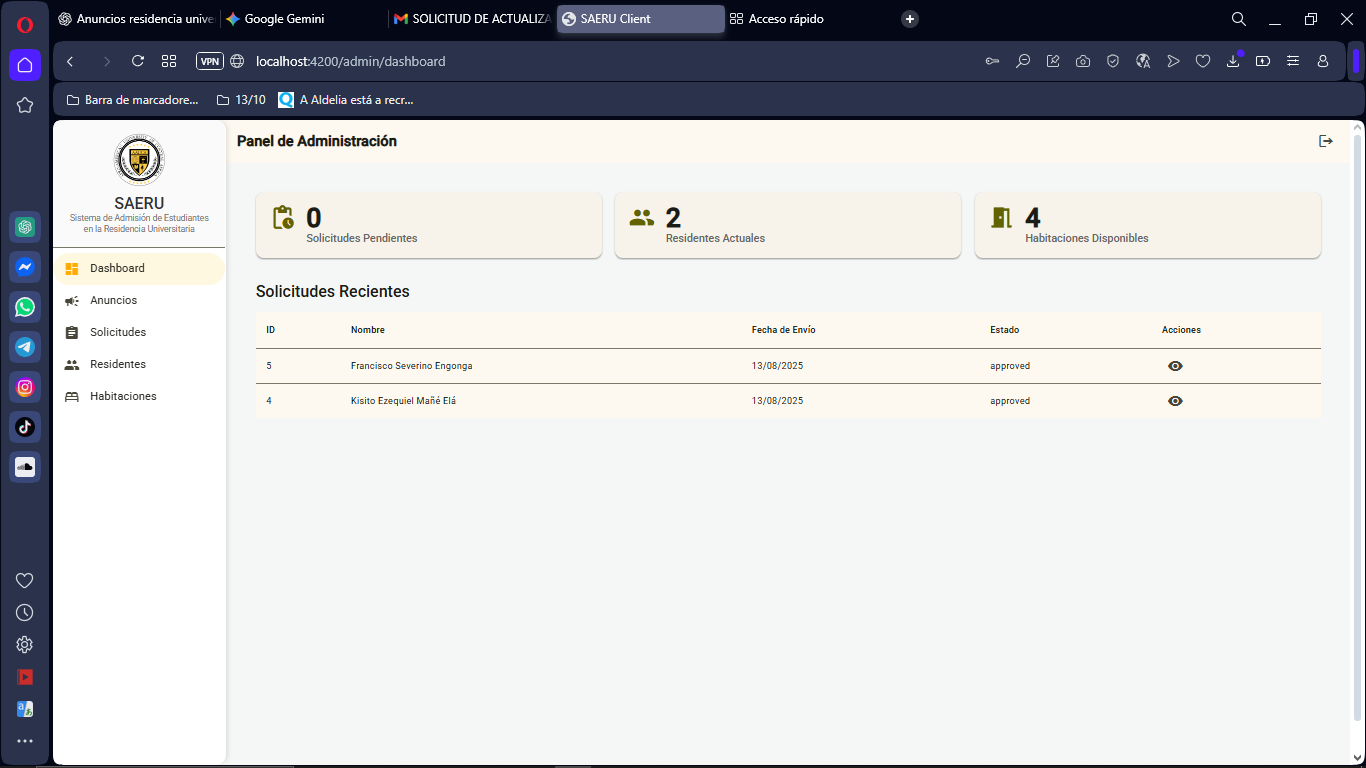 Anuncios residencia unive
Google Gemini
SOLICITUD DE ACTUALIZA
SAERU Client
Acceso rápido
VPN
localhost:4200/admin/dashboard
Barra de marcadore...
13/10
A Aldelia está a recr...
Panel de Administración
SAERU
Sistema de Admisión de Estudiantes
en la Residencia Universitaria
0
Solicitudes Pendientes
2
Residentes Actuales
4
Habitaciones Disponibles
Dashboard
Anuncios
Solicitudes
Residentes
Habitaciones
Solicitudes Recientes
ID Nombre Fecha de Envío Estado Acciones
5 Francisco Severino Engonga 13/08/2025 approved
4 Kisito Ezequiel Mañé Elá 13/08/2025 approved